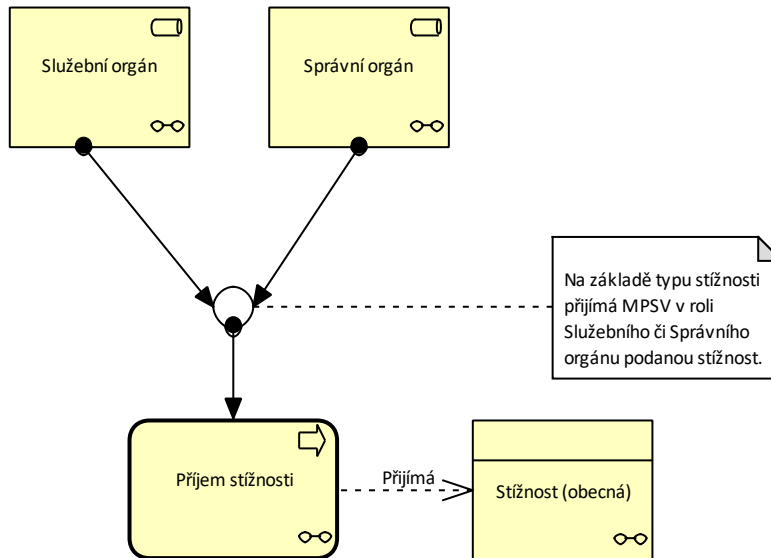 Služební orgán
Správní orgán
Na základě typu stížnosti
přijímá MPSV v roli
Služebního či Správního
orgánu podanou stížnost.
Příjem stížnosti
Přijímá
Stížnost (obecná)